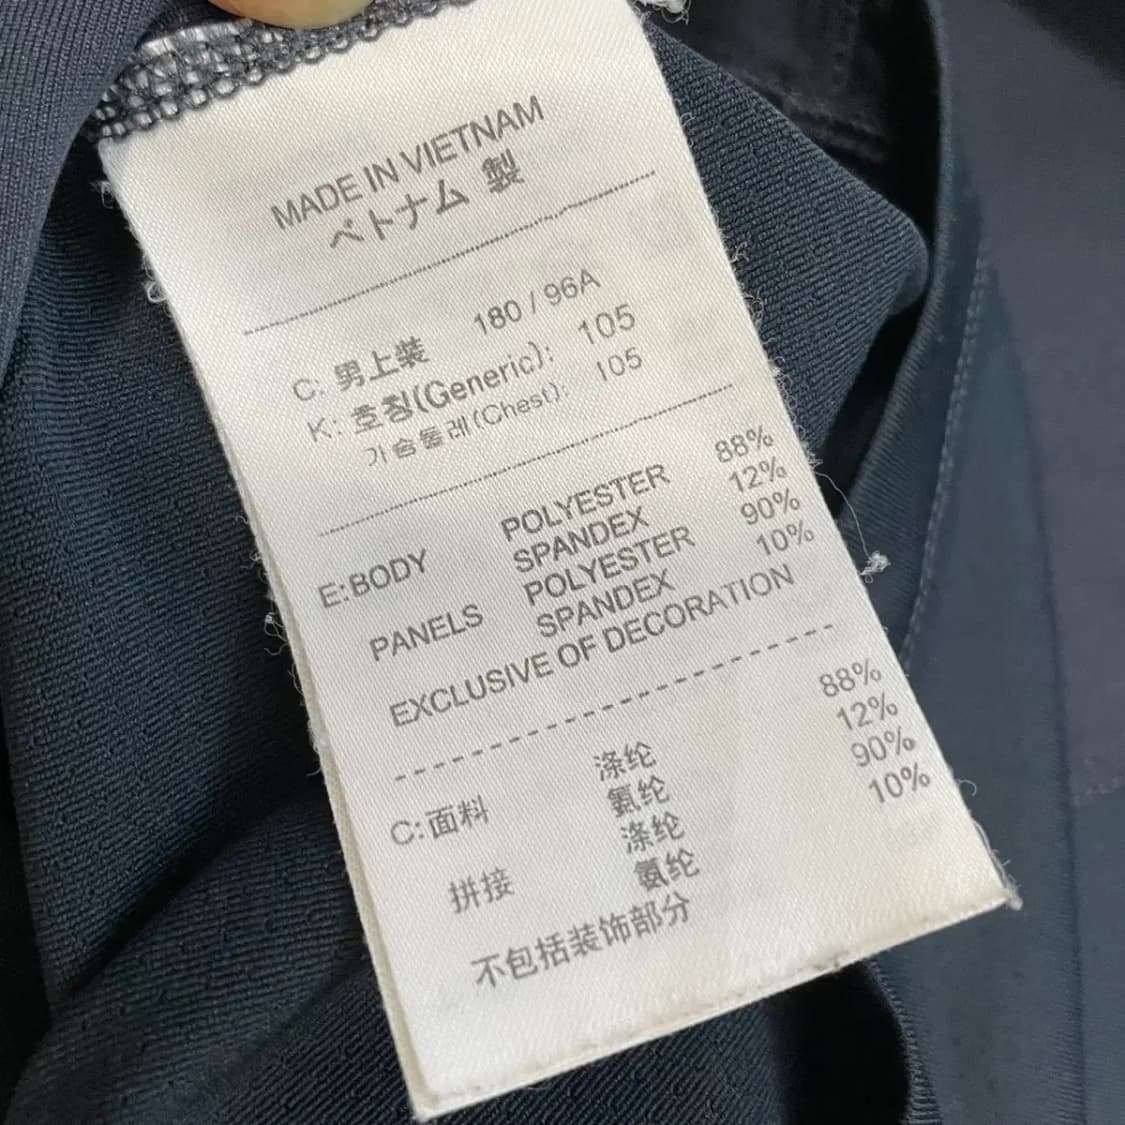 MADE IN VIETNAM
ベトナム 製
C: 男上裝 180 / 96A
K: 호칭(Generic): 105
가슴둘레(Chest): 105
E:BODY POLYESTER 88%
SPANDEX 12%
PANELS POLYESTER 90%
SPANDEX 10%
EXCLUSIVE OF DECORATION
C:面料 涤纶 88%
氨纶 12%
拼接 涤纶 90%
氨纶 10%
不包括装饰部分